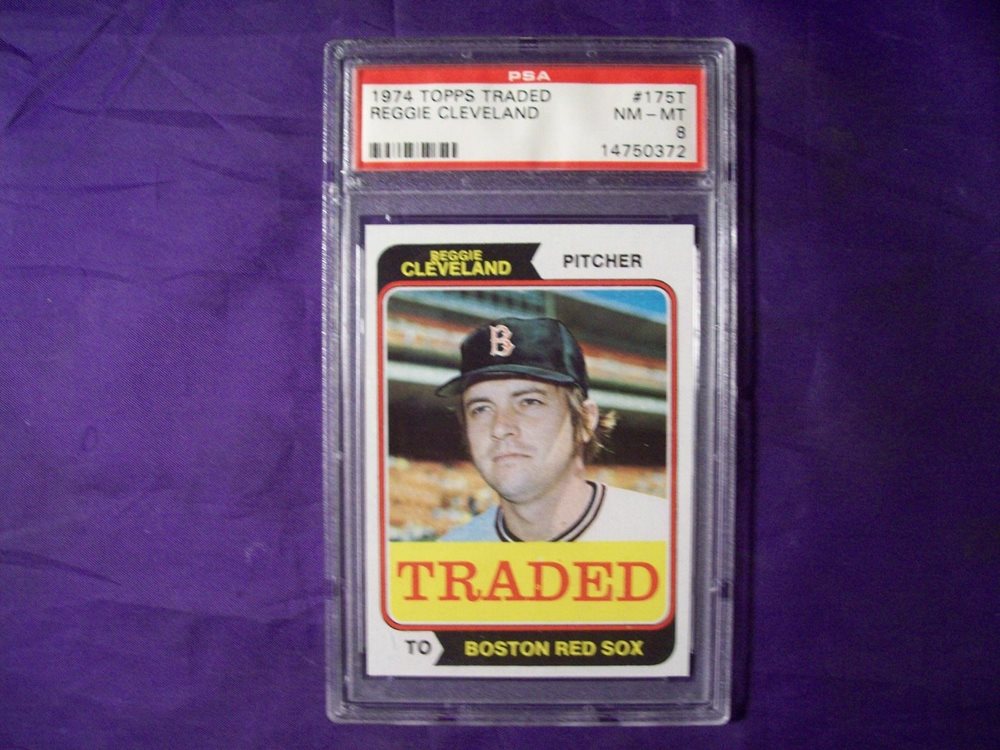 PSA
1974 TOPPS TRADED #175T
REGGIE CLEVELAND NM - MT
8
14750372
REGGIE
CLEVELAND
PITCHER
B
TRADED
TO BOSTON RED SOX